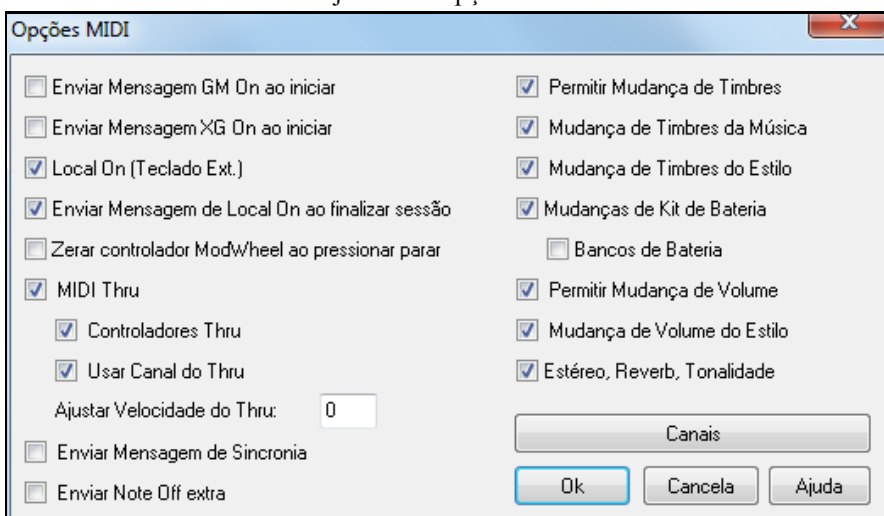 Opções MIDI
Enviar Mensagem GM On ao iniciar
Enviar Mensagem XG On ao iniciar
Local On (Teclado Ext.)
Enviar Mensagem de Local On ao finalizar sessão
Zerar controlador ModWheel ao pressionar parar
MIDI Thru
Controladores Thru
Usar Canal do Thru
Ajustar Velocidade do Thru: 0
Enviar Mensagem de Sincronia
Enviar Note Off extra
Permitir Mudança de Timbres
Mudança de Timbres da Música
Mudança de Timbres do Estilo
Mudanças de Kit de Bateria
Bancos de Bateria
Permitir Mudança de Volume
Mudança de Volume do Estilo
Estéreo, Reverb, Tonalidade
Canais
Ok Cancela Ajuda